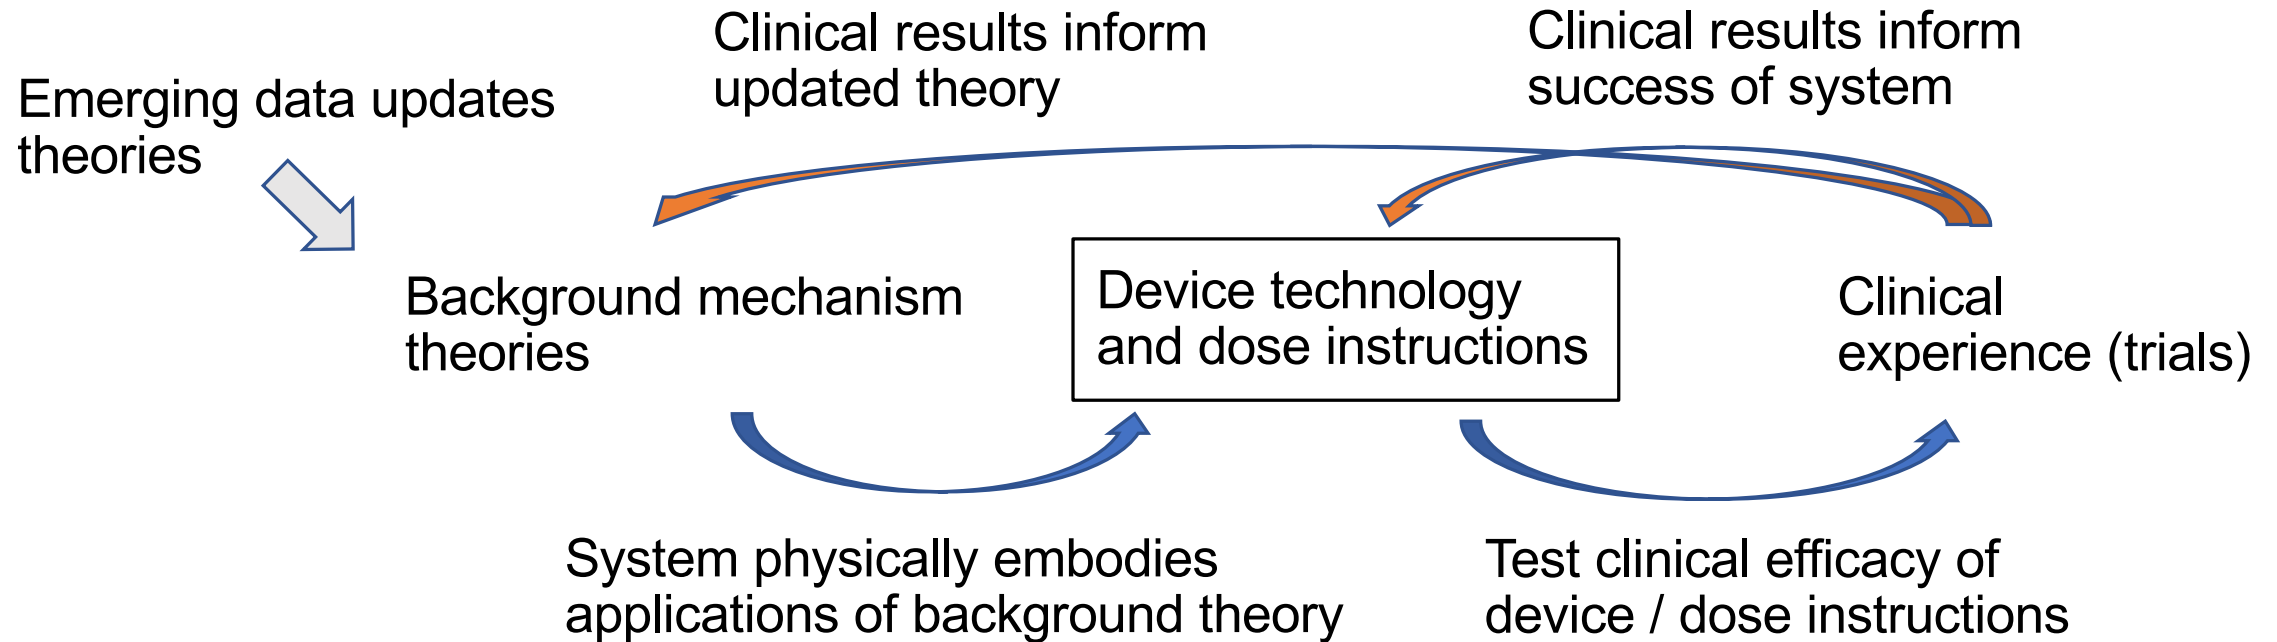 Clinical results inform
updated theory
Clinical results inform
success of system
Emerging data updates
theories
Background mechanism
theories
Device technology
and dose instructions
Clinical
experience (trials)
System physically embodies
applications of background theory
Test clinical efficacy of
device / dose instructions